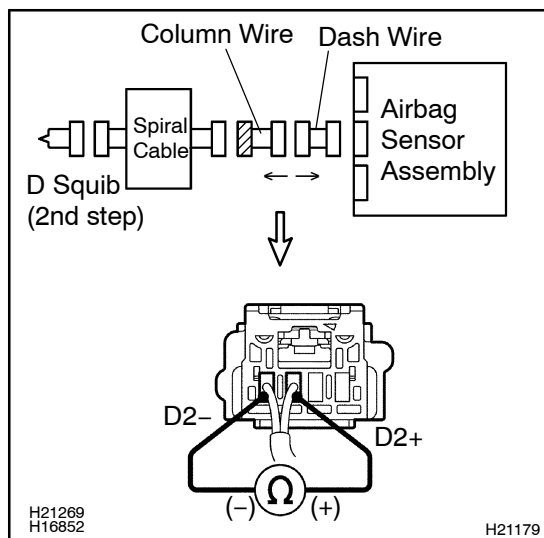 Column Wire
Dash Wire
Spiral
Cable
Airbag
Sensor
Assembly
D Squib
(2nd step)
D2−
D2+
(−)
Ω
(+)
H21269
H16852
H21179